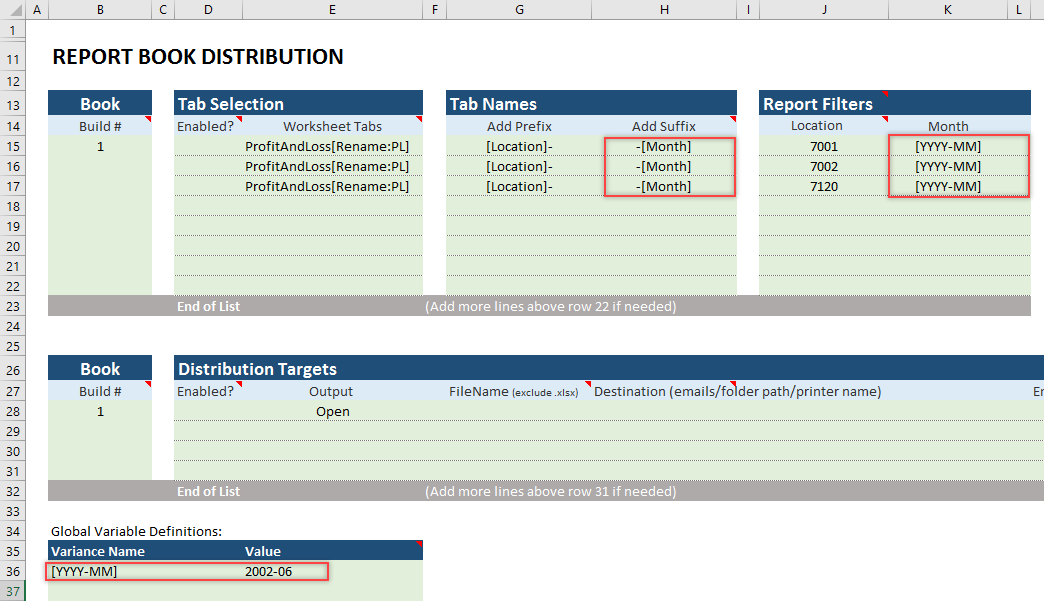 A B C D E F G H I J K L
1
11 REPORT BOOK DISTRIBUTION
12
13 Book Tab Selection Tab Names Report Filters
14 Build # Enabled? Worksheet Tabs Add Prefix Add Suffix Location Month
15 1 ProfitAndLoss[Rename:PL] [Location]- -[Month] 7001 [YYYY-MM]
16 ProfitAndLoss[Rename:PL] [Location]- -[Month] 7002 [YYYY-MM]
17 ProfitAndLoss[Rename:PL] [Location]- -[Month] 7120 [YYYY-MM]
18
19
20
21
22
23 End of List (Add more lines above row 22 if needed)
24
25
26 Book Distribution Targets
27 Build # Enabled? Output FileName (exclude .xlsx) Destination (emails/folder path/printer name) Er
28 1 Open
29
30
31
32 End of List (Add more lines above row 31 if needed)
33
34 Global Variable Definitions:
35 Variance Name Value
36 [YYYY-MM] 2002-06
37